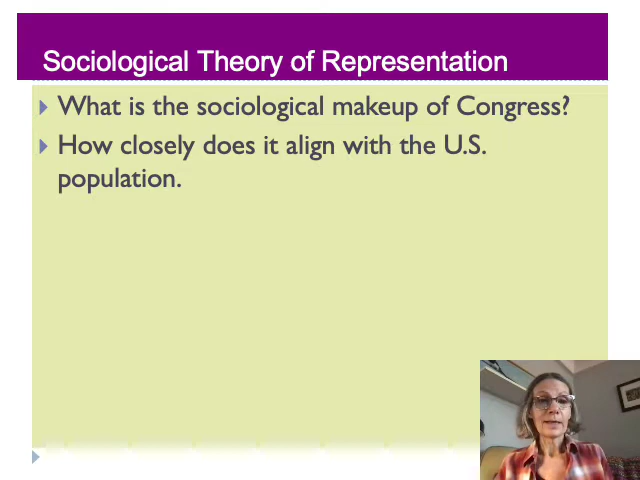 Sociological Theory of Representation
What is the sociological makeup of Congress?
How closely does it align with the U.S.
population.